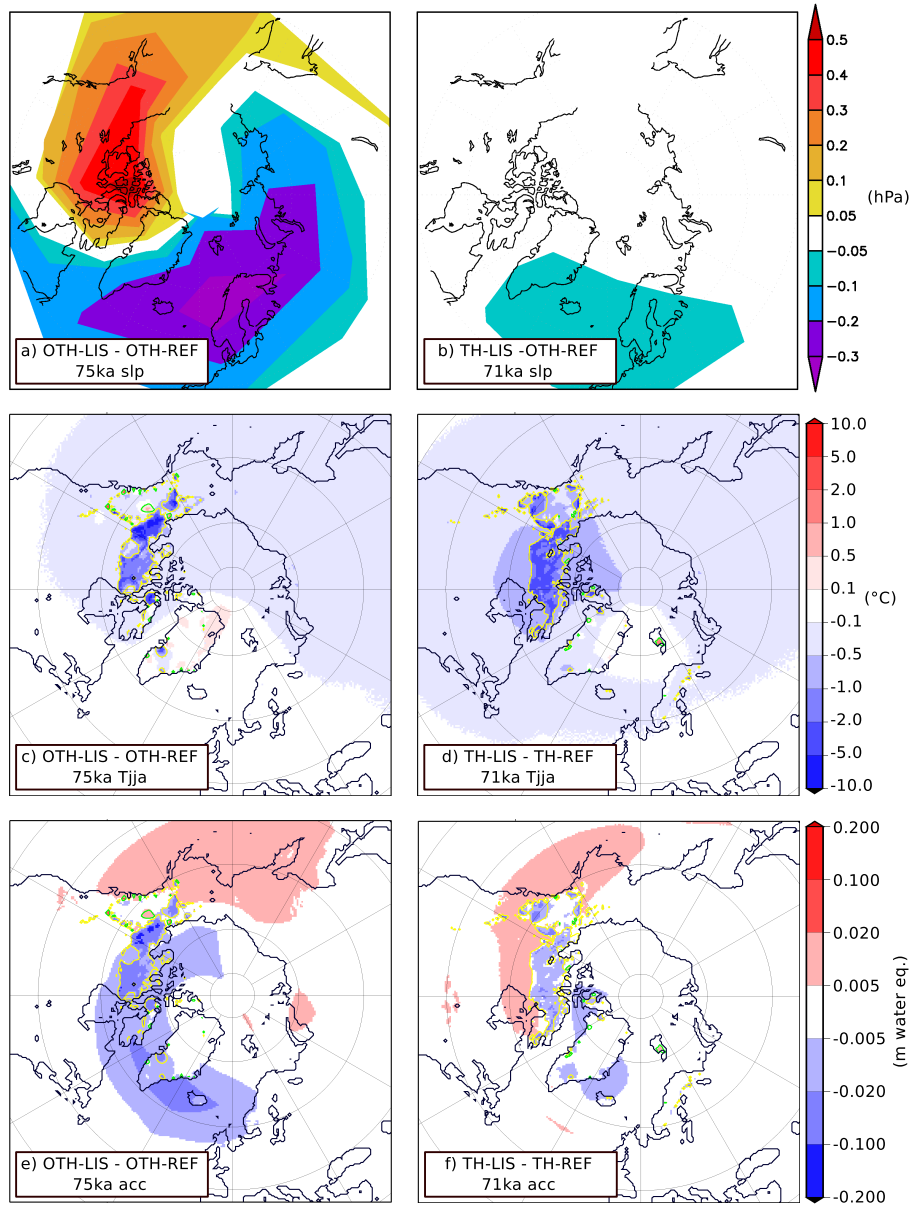 a) OTH-LIS - OTH-REF
75ka slp
b) TH-LIS -OTH-REF
71ka slp
0.5
0.4
0.3
0.2
0.1
0.05
−0.05
−0.1
−0.2
−0.3
(hPa)
c) OTH-LIS - OTH-REF
75ka Tjja
d) TH-LIS - TH-REF
71ka Tjja
10.0
5.0
2.0
1.0
0.5
0.1
-0.1
-0.5
-1.0
-2.0
-5.0
-10.0
(°C)
e) OTH-LIS - OTH-REF
75ka acc
f) TH-LIS - TH-REF
71ka acc
0.200
0.100
0.020
0.005
-0.005
-0.020
-0.100
-0.200
(m water eq.)